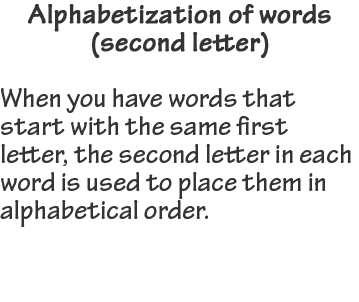 Alphabetization of words
(second letter)
When you have words that
start with the same first
letter, the second letter in each
word is used to place them in
alphabetical order.